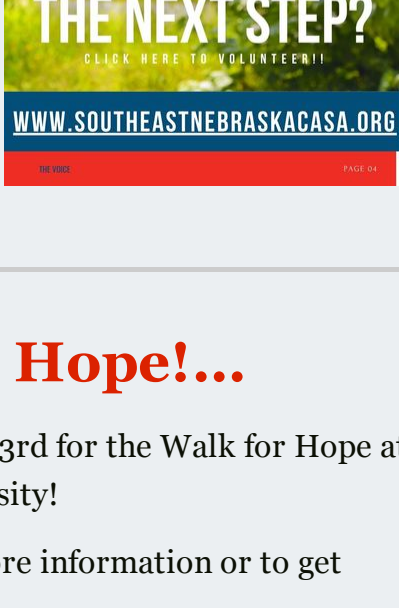 THE NEXT STEP?
CLICK HERE TO VOLUNTEER!!
WWW.SOUTHEASTNEBRASKACASA.ORG
THE VOICE
PAGE 04
Hope!...
3rd for the Walk for Hope at
sity!
re information or to get